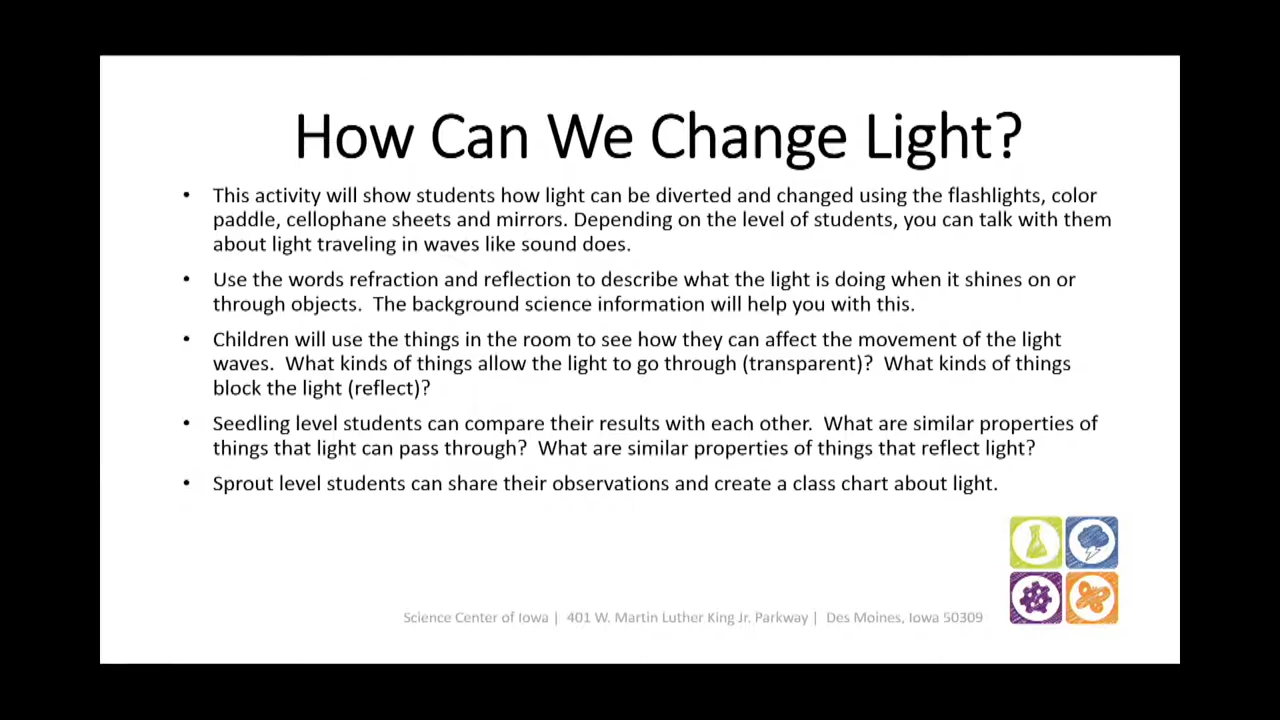 How Can We Change Light?
• This activity will show students how light can be diverted and changed using the flashlights, color
paddle, cellophane sheets and mirrors. Depending on the level of students, you can talk with them
about light traveling in waves like sound does.
• Use the words refraction and reflection to describe what the light is doing when it shines on or
through objects.  The background science information will help you with this.
• Children will use the things in the room to see how they can affect the movement of the light
waves.  What kinds of things allow the light to go through (transparent)?  What kinds of things
block the light (reflect)?
• Seedling level students can compare their results with each other.  What are similar properties of
things that light can pass through?  What are similar properties of things that reflect light?
• Sprout level students can share their observations and create a class chart about light.
Science Center of Iowa |  401 W. Martin Luther King Jr. Parkway |  Des Moines, Iowa 50309